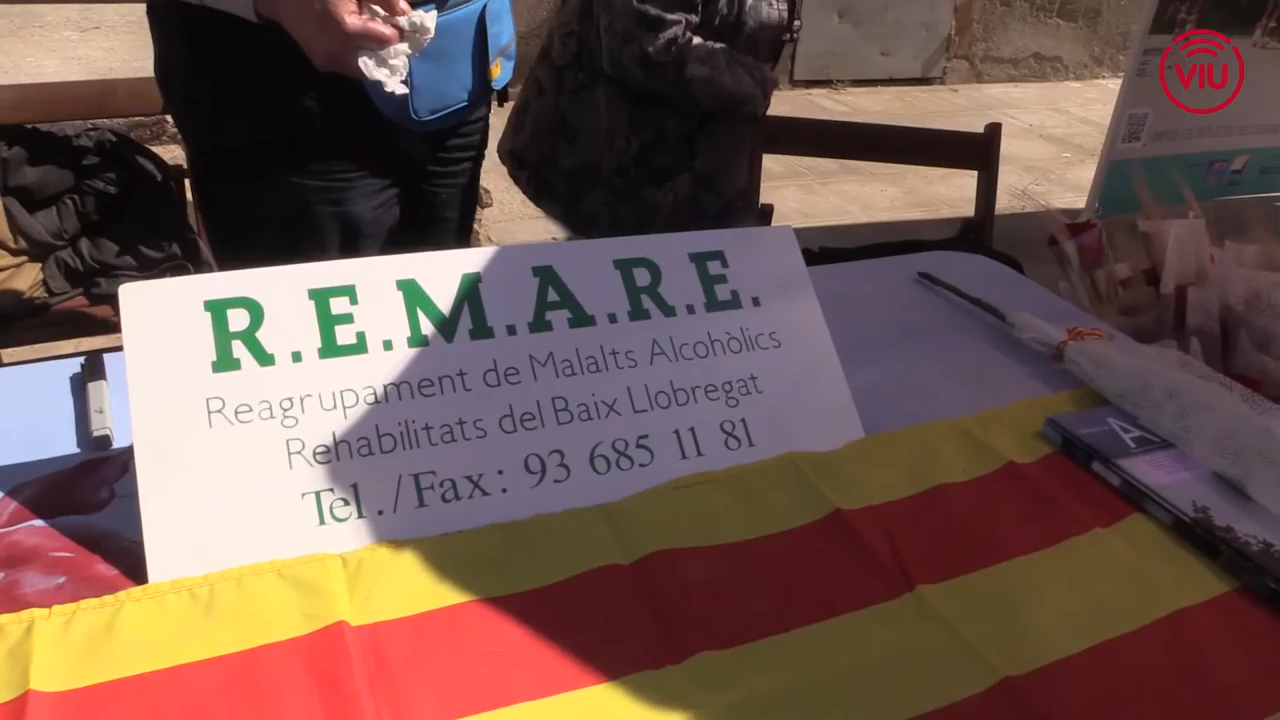 VIU
R.E.M.A.R.E.
Reagrupament de Malalts Alcohòlics
Rehabilitats del Baix Llobregat
Tel./Fax: 93 685 11 81
A